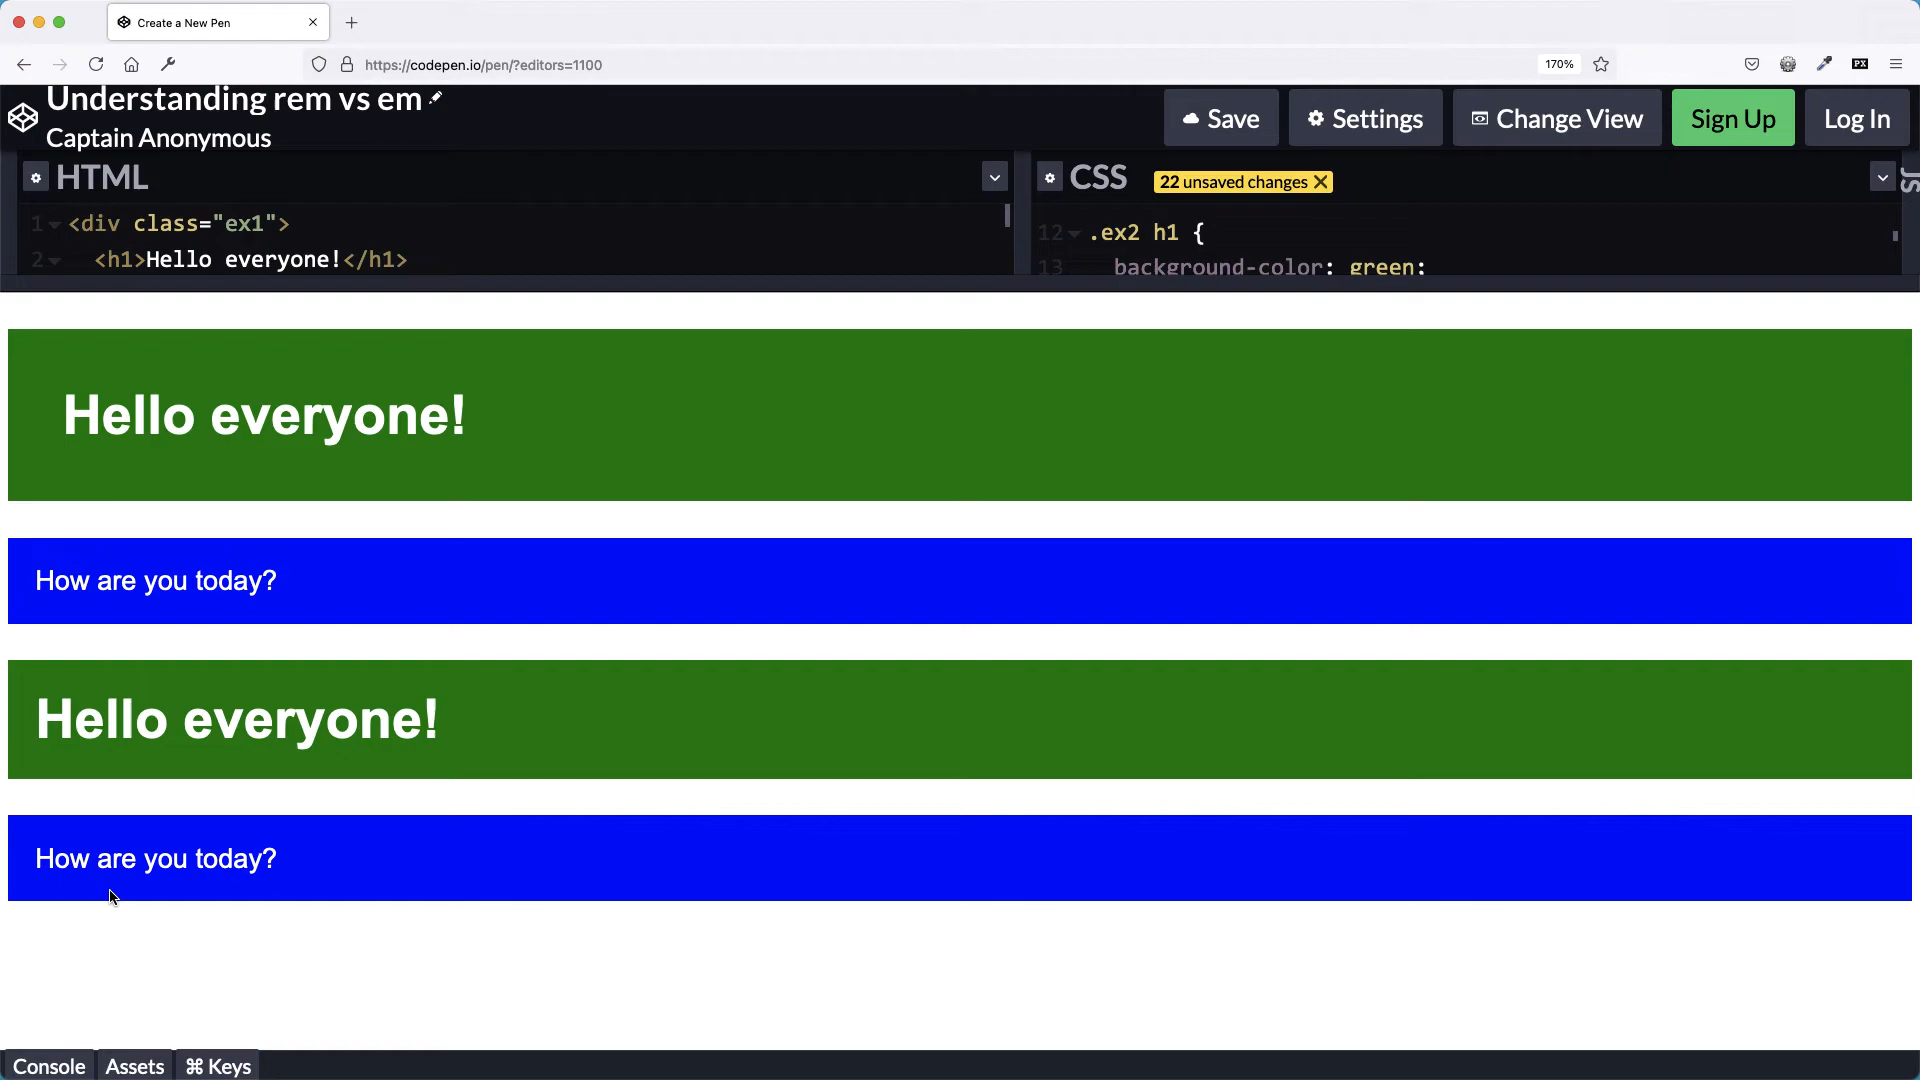 Create a New Pen
https://codepen.io/pen/?editors=1100
170%
PX
Understanding rem vs em
Captain Anonymous
Save
Settings
Change View
Sign Up
Log In
HTML
CSS
22 unsaved changes
JS
1 <div class="ex1">
2 <h1>Hello everyone!</h1>
12 .ex2 h1 {
13 background-color: green;
Hello everyone!
How are you today?
Hello everyone!
How are you today?
Console
Assets
⌘ Keys